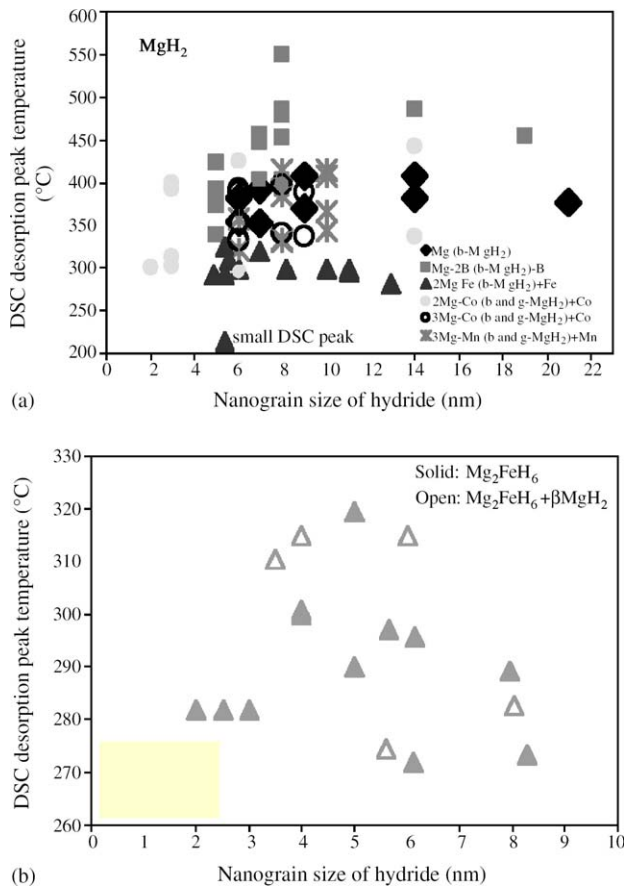 600
550
500
450
400
350
300
250
200
DSC desorption peak temperature
(°C)
MgH₂
Mg (b-M gH₂)
Mg-2B (b-M gH₂)-B
2Mg Fe (b-M gH₂)+Fe
2Mg-Co (b and g-MgH₂)+Co
3Mg-Co (b and g-MgH₂)+Co
3Mg-Mn (b and g-MgH₂)+Mn
small DSC peak
0 2 4 6 8 10 12 14 16 18 20 22
(a)
Nanograin size of hydride (nm)
330
320
310
300
290
280
270
260
DSC desorption peak temperature (°C)
Solid: Mg₂FeH₆
Open: Mg₂FeH₆+βMgH₂
0 1 2 3 4 5 6 7 8 9 10
(b)
Nanograin size of hydride (nm)